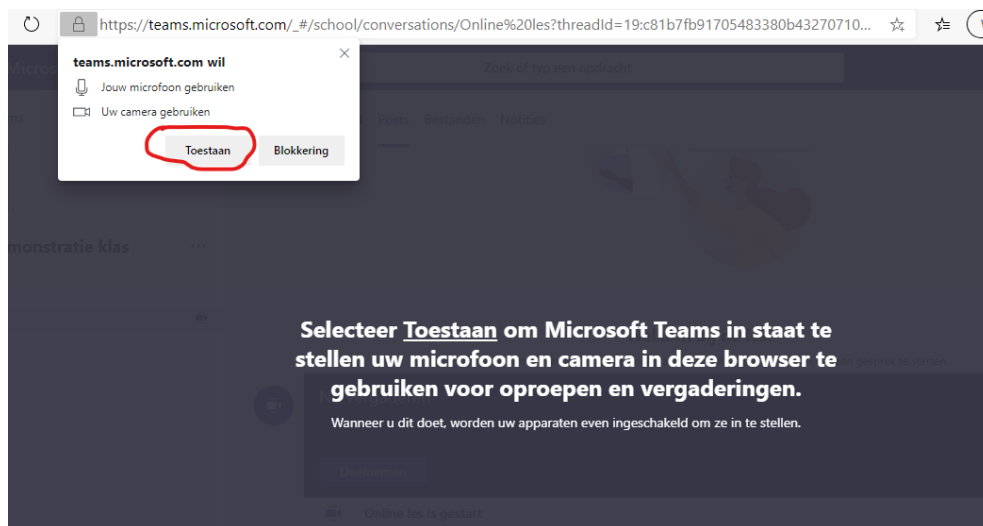 https://teams.microsoft.com/_#/school/conversations/Online%20les?threadId=19:c81b7fb91705483380b43270710...
teams.microsoft.com wil
Jouw microfoon gebruiken
Uw camera gebruiken
Toestaan Blokkering
Micros
Zoek of typ een opdracht
Posts Bestanden Notities
monstratie klas
Selecteer Toestaan om Microsoft Teams in staat te
stellen uw microfoon en camera in deze browser te
gebruiken voor oproepen en vergaderingen.
Wanneer u dit doet, worden uw apparaten even ingeschakeld om ze in te stellen.
Deelnemen
Online les is gestart